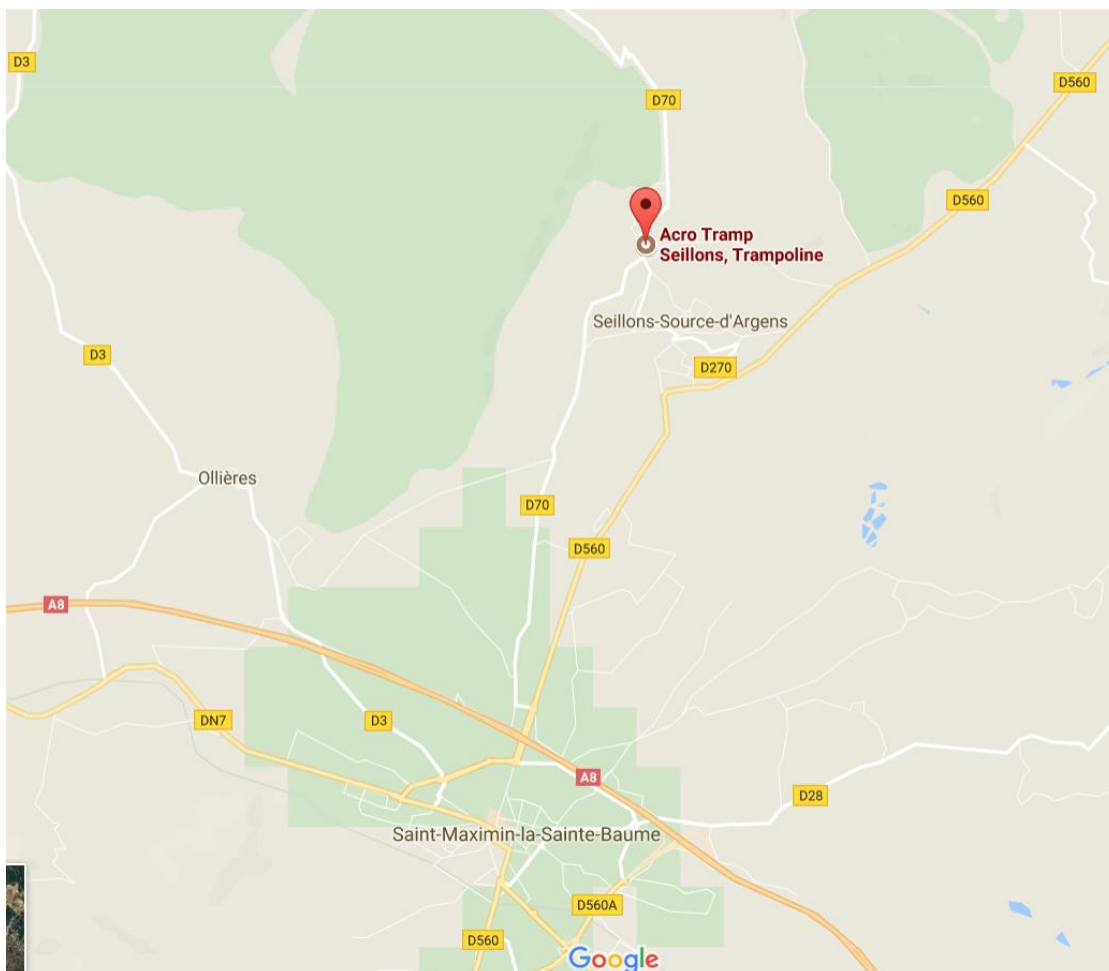 D3
D70
D560
D560
Acro Tramp
Seillons, Trampoline
Seillons-Source-d'Argens
D3
D270
Ollières
D70
D560
A8
DN7
D3
A8
D28
Saint-Maximin-la-Sainte-Baume
D560A
D560
Google